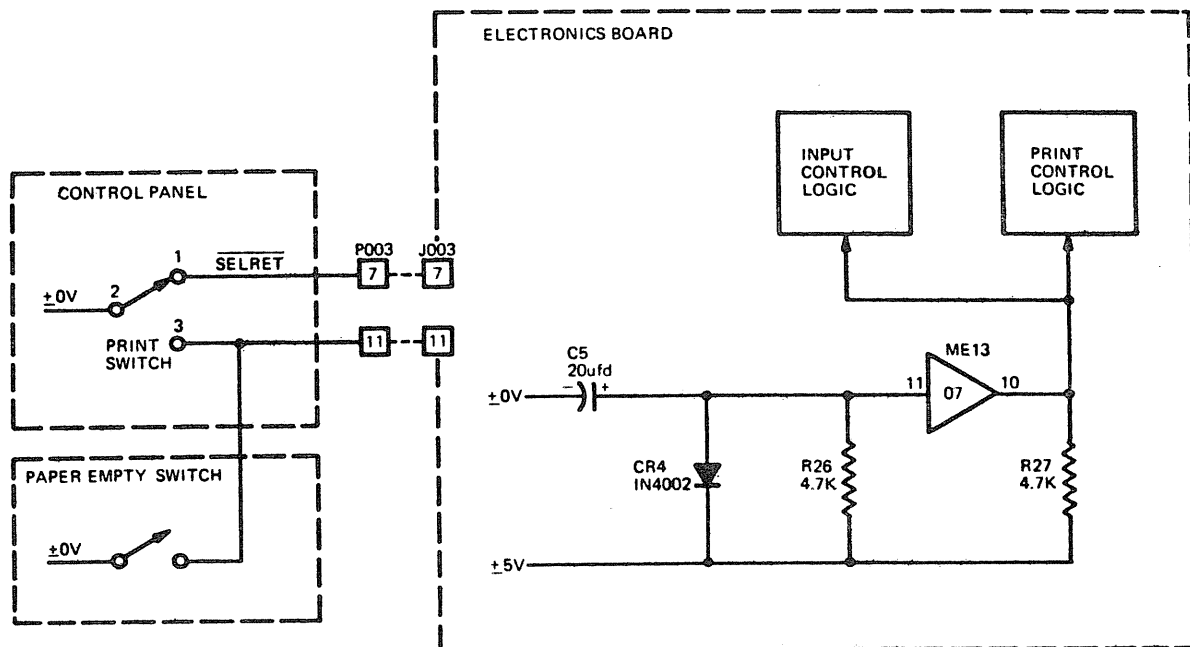 ELECTRONICS BOARD
INPUT
CONTROL
LOGIC
PRINT
CONTROL
LOGIC
CONTROL PANEL
1
SELRET
P003
J003
7
7
2
±0V
3
PRINT
SWITCH
11
11
C5
20ufd
±0V
- +
ME13
11
07
10
CR4
IN4002
R26
4.7K
R27
4.7K
±5V
PAPER EMPTY SWITCH
±0V